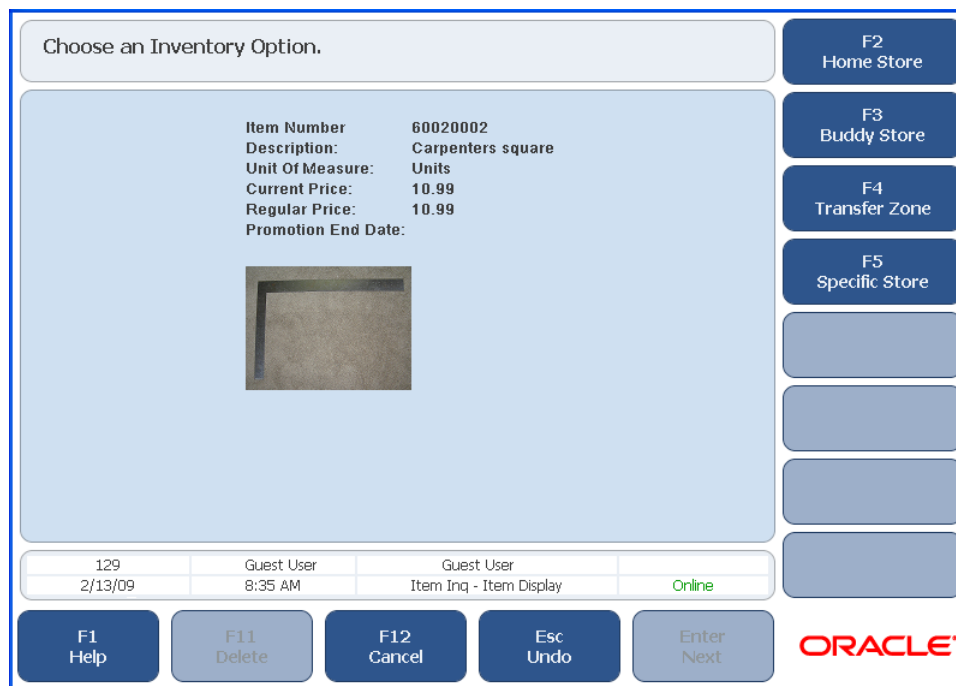 Choose an Inventory Option.
Item Number 60020002
Description: Carpenters square
Unit Of Measure: Units
Current Price: 10.99
Regular Price: 10.99
Promotion End Date:
129 Guest User Guest User
2/13/09 8:35 AM Item Inq - Item Display Online
F2
Home Store
F3
Buddy Store
F4
Transfer Zone
F5
Specific Store
F1
Help
F11
Delete
F12
Cancel
Esc
Undo
Enter
Next
ORACLE